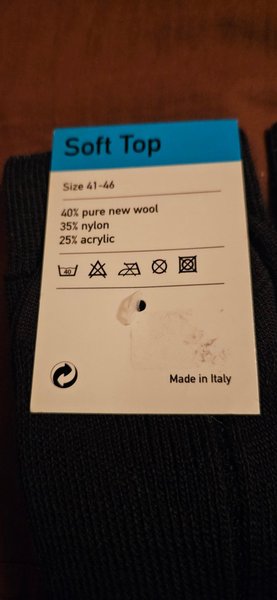 Soft Top
Size 41-46
40% pure new wool
35% nylon
25% acrylic
40
Made in Italy